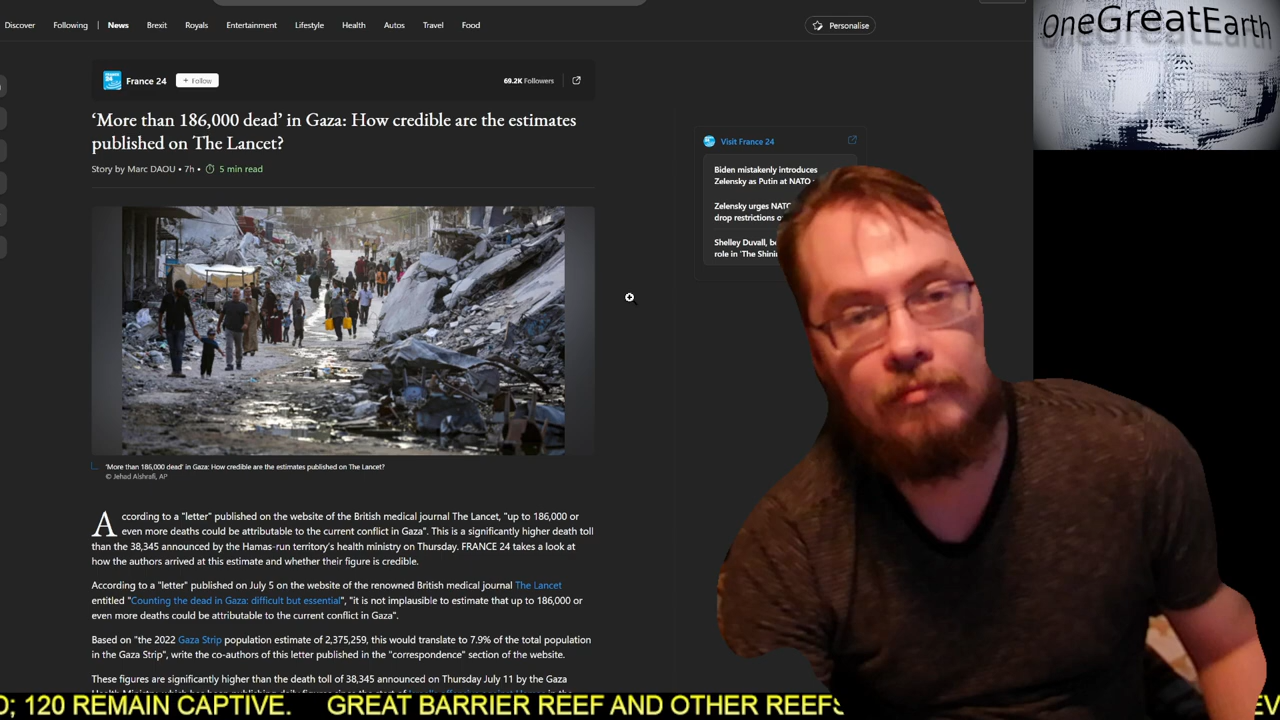 Discover Following News Brexit Royals Entertainment Lifestyle Health Autos Travel Food
Personalise
OneGreatEarth
FRANCE 24
France 24
+ Follow
69.2K Followers
‘More than 186,000 dead’ in Gaza: How credible are the estimates
published on The Lancet?
Story by Marc DAOU • 7h • 5 min read
Visit France 24
Biden mistakenly introduces
Zelensky as Putin at NATO
Zelensky urges NATO
drop restrictions
Shelley Duvall,
role in 'The
‘More than 186,000 dead’ in Gaza: How credible are the estimates published on The Lancet?
© Jehad Alshrafi, AP
According to a "letter" published on the website of the British medical journal The Lancet, "up to 186,000 or
even more deaths could be attributable to the current conflict in Gaza". This is a significantly higher death toll
than the 38,345 announced by the Hamas-run territory’s health ministry on Thursday. FRANCE 24 takes a look at
how the authors arrived at this estimate and whether their figure is credible.
According to a "letter" published on July 5 on the website of the renowned British medical journal The Lancet
entitled "Counting the dead in Gaza: difficult but essential", "it is not implausible to estimate that up to 186,000 or
even more deaths could be attributable to the current conflict in Gaza".
Based on "the 2022 Gaza Strip population estimate of 2,375,259, this would translate to 7.9% of the total population
in the Gaza Strip", write the co-authors of this letter published in the "correspondence" section of the website.
These figures are significantly higher than the death toll of 38,345 announced on Thursday July 11 by the Gaza
D; 120 REMAIN CAPTIVE. GREAT BARRIER REEF AND OTHER REEFS EV